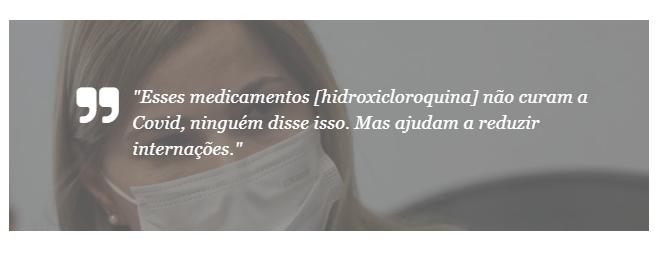 "Esses medicamentos [hidroxicloroquina] não curam a
Covid, ninguém disse isso. Mas ajudam a reduzir
internações."